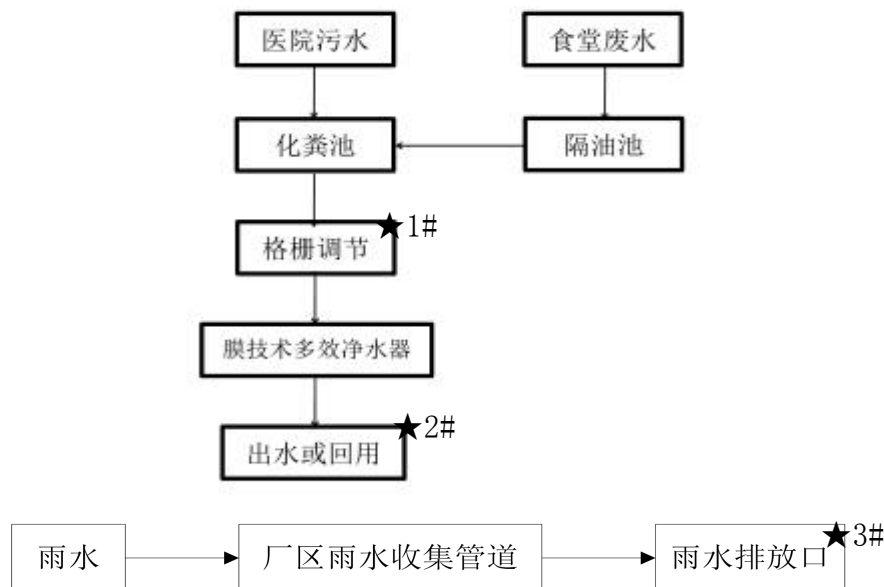 医院污水
食堂废水
化粪池
隔油池
★1#
格栅调节
膜技术多效净水器
★2#
出水或回用
★3#
雨水
厂区雨水收集管道
雨水排放口